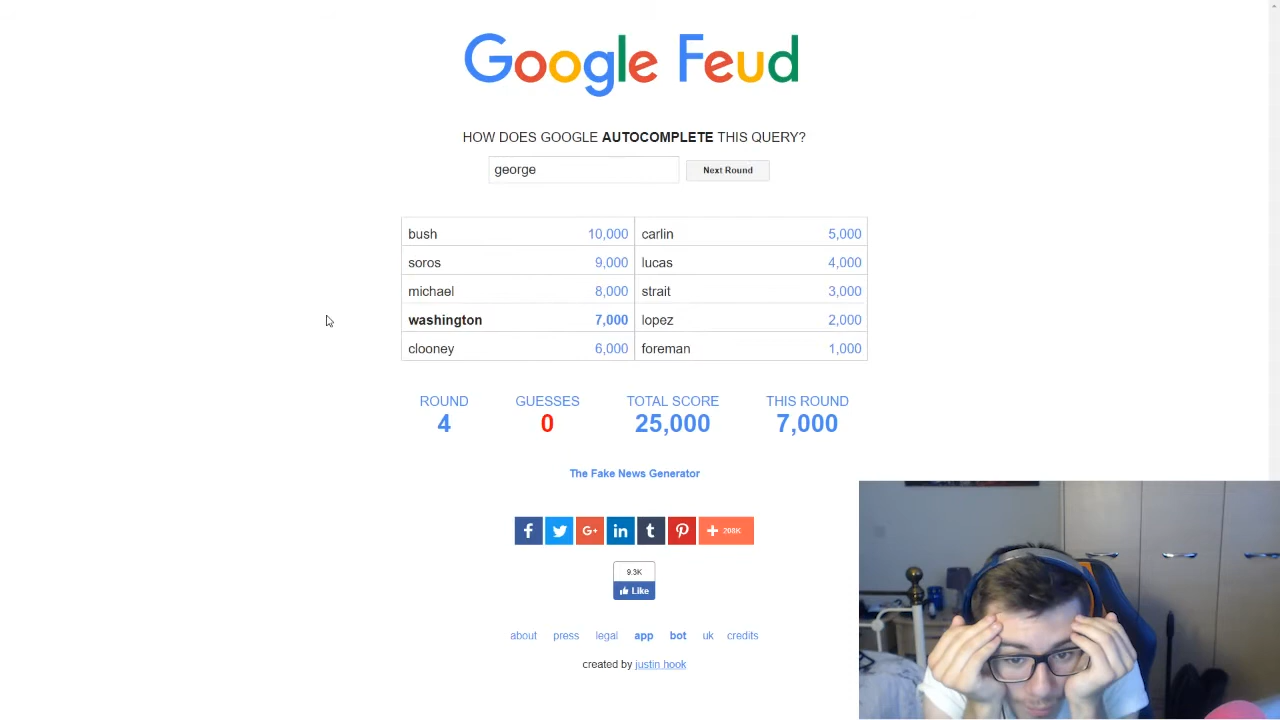 Google Feud
HOW DOES GOOGLE AUTOCOMPLETE THIS QUERY?
george
Next Round
bush 10,000 carlin 5,000
soros 9,000 lucas 4,000
michael 8,000 strait 3,000
washington 7,000 lopez 2,000
clooney 6,000 foreman 1,000
ROUND GUESSES TOTAL SCORE THIS ROUND
4 0 25,000 7,000
The Fake News Generator
f G+ in t + 208K
9.3K
Like
about press legal app bot uk credits
created by justin hook